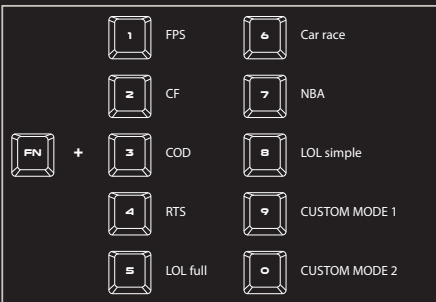 1 FPS 6 Car race
2 CF 7 NBA
FN + 3 COD 8 LOL simple
4 RTS 9 CUSTOM MODE 1
5 LOL full 0 CUSTOM MODE 2